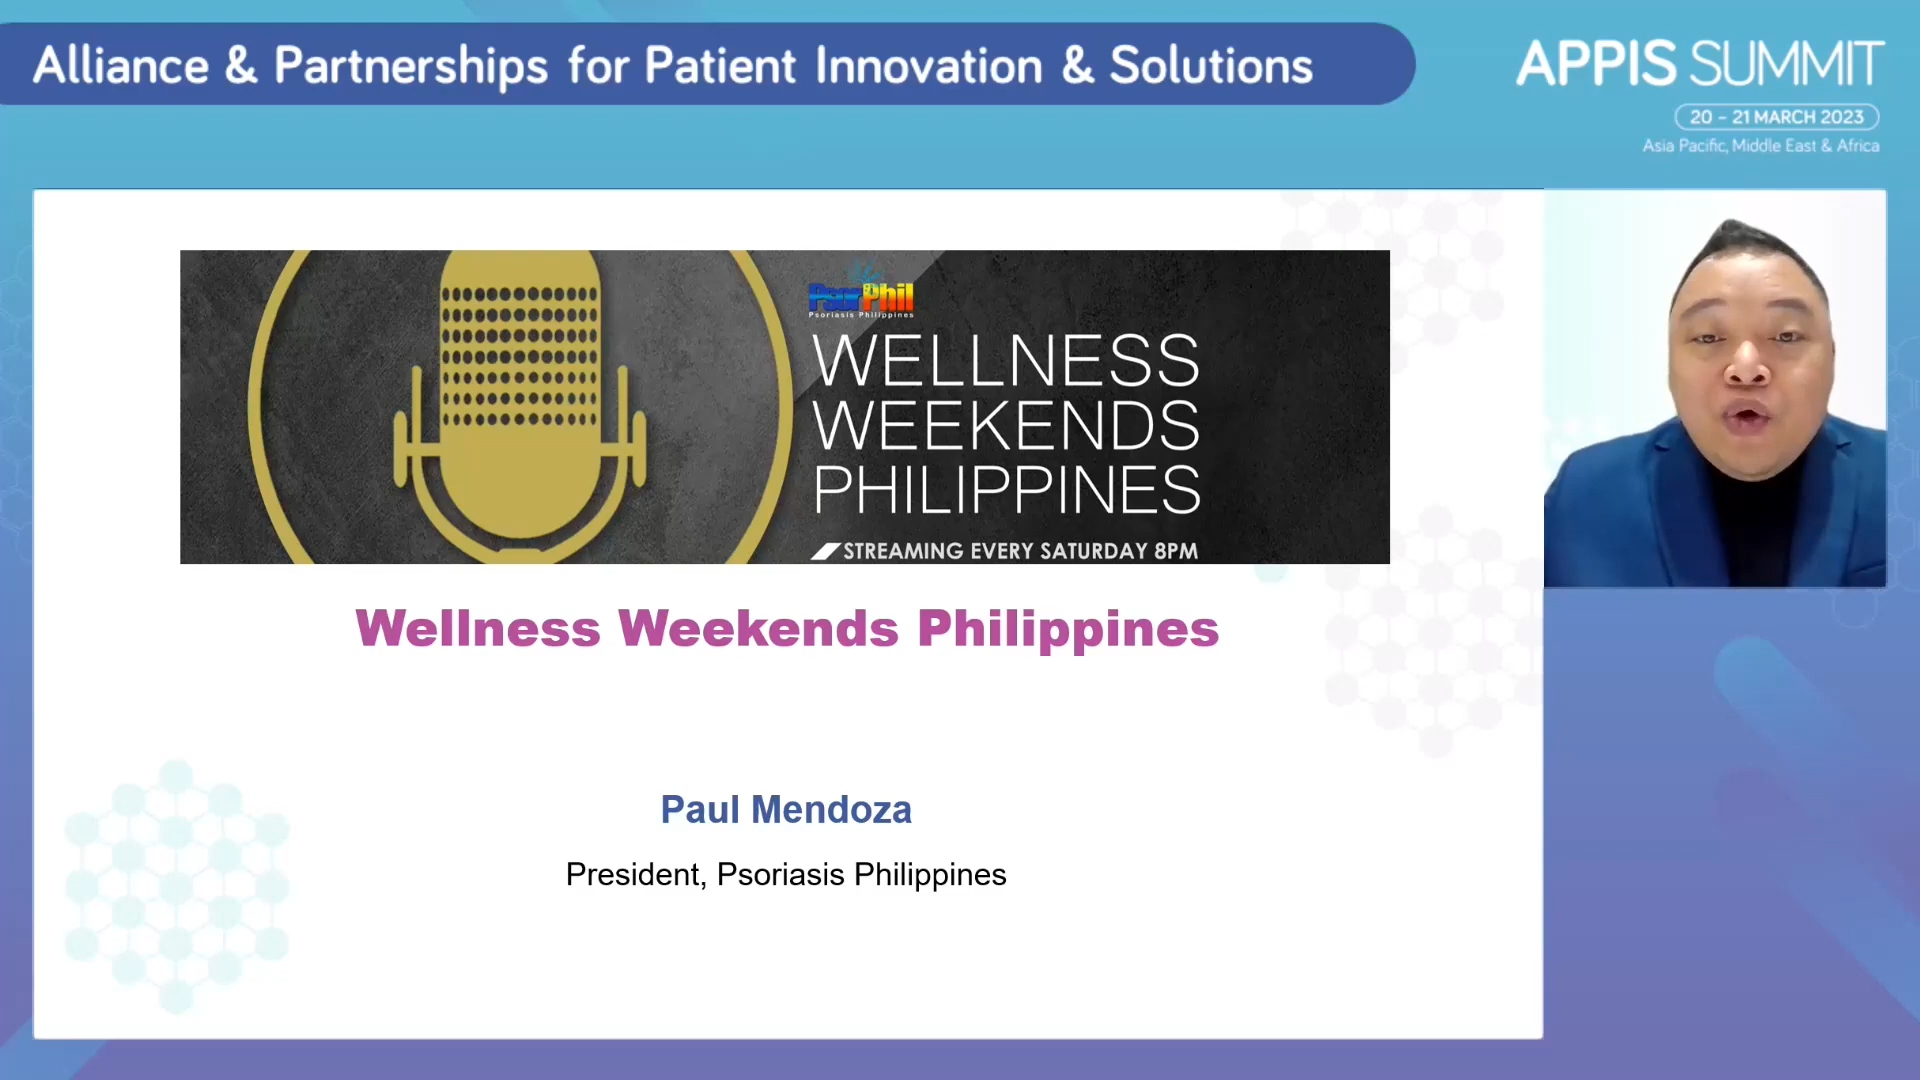 Alliance & Partnerships for Patient Innovation & Solutions
APPIS SUMMIT
20 - 21 MARCH 2023
Asia Pacific, Middle East & Africa
PsorPhil
Psoriasis Philippines
WELLNESS
WEEKENDS
PHILIPPINES
STREAMING EVERY SATURDAY 8PM
Wellness Weekends Philippines
Paul Mendoza
President, Psoriasis Philippines